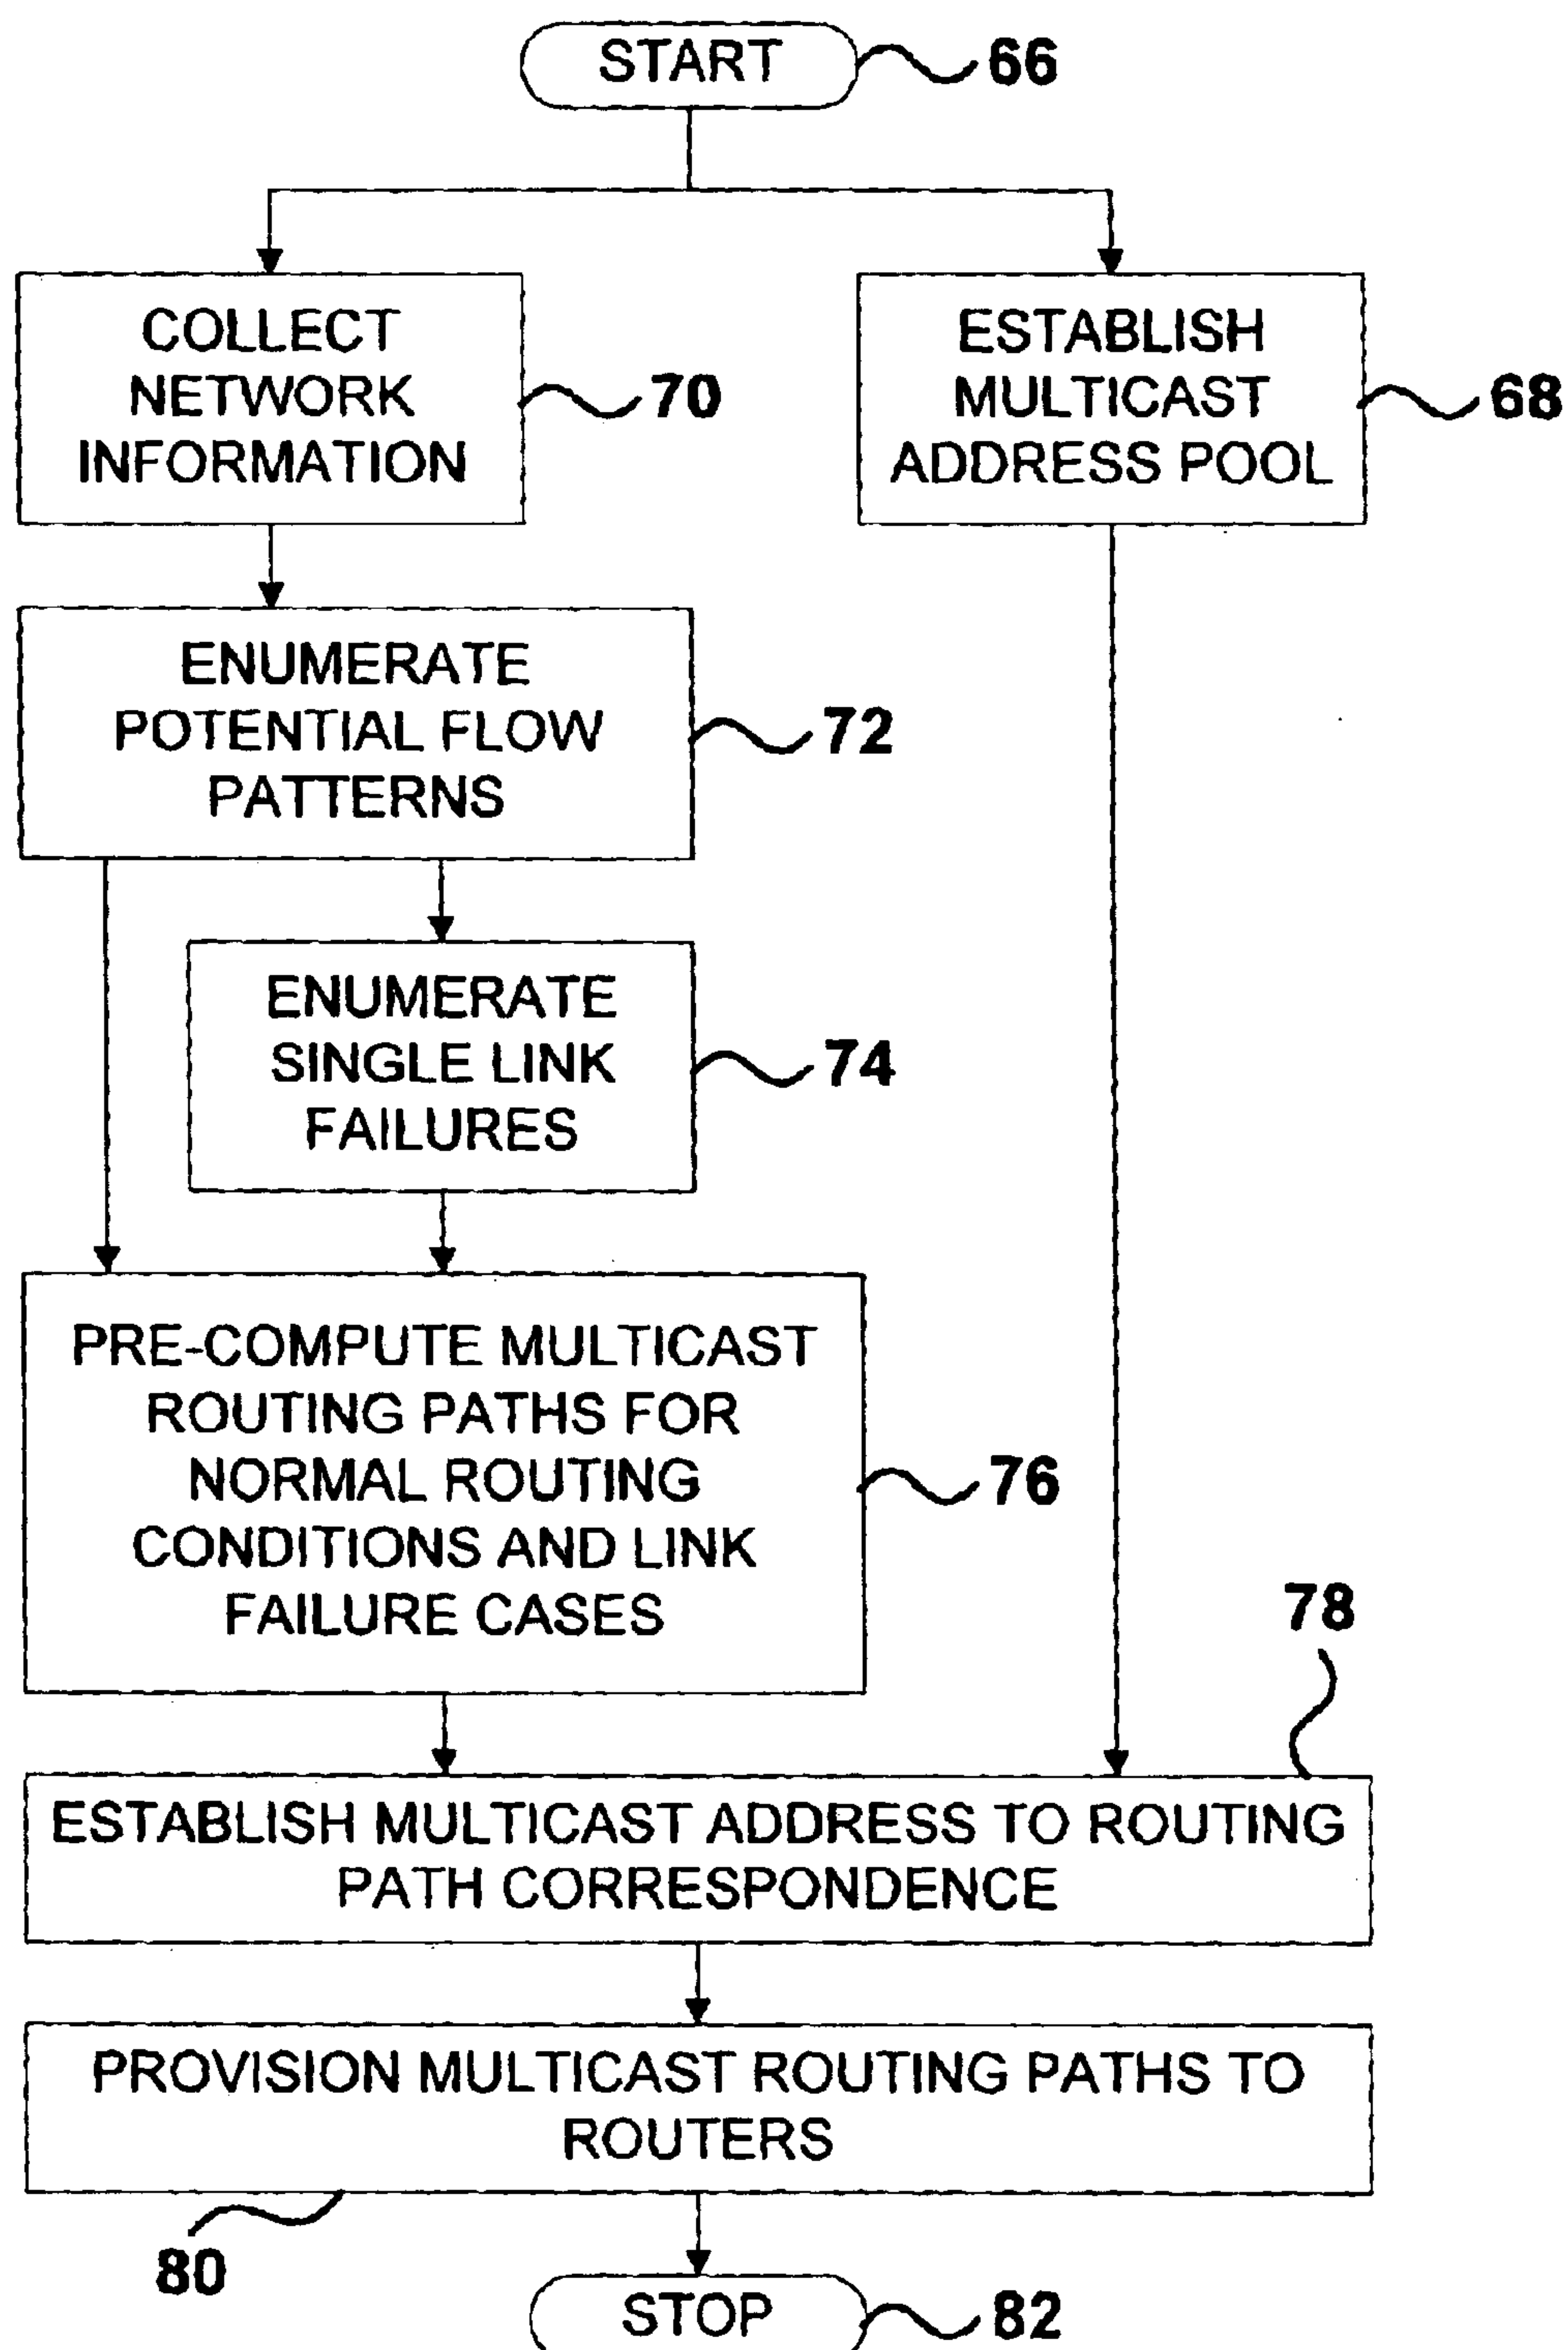 START
66
COLLECT
NETWORK
INFORMATION
70
ESTABLISH
MULTICAST
ADDRESS POOL
68
ENUMERATE
POTENTIAL FLOW
PATTERNS
72
ENUMERATE
SINGLE LINK
FAILURES
74
PRE-COMPUTE MULTICAST
ROUTING PATHS FOR
NORMAL ROUTING
CONDITIONS AND LINK
FAILURE CASES
76
78
ESTABLISH MULTICAST ADDRESS TO ROUTING
PATH CORRESPONDENCE
PROVISION MULTICAST ROUTING PATHS TO
ROUTERS
80
STOP
82